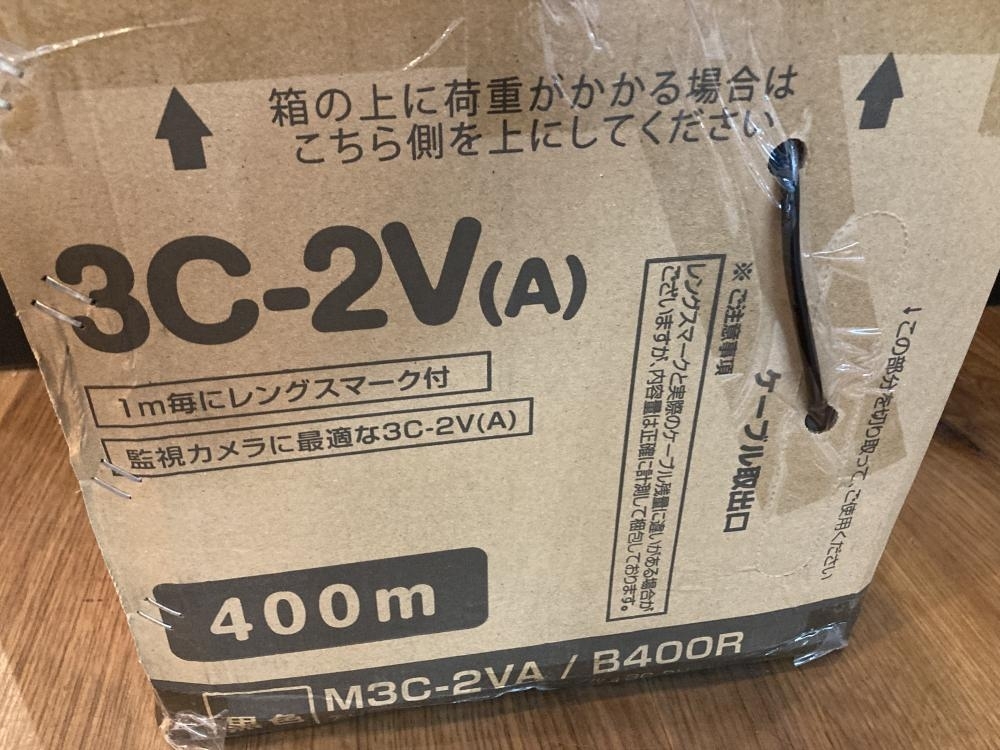 箱の上に荷重がかかる場合は
こちら側を上にしてください
3C-2V(A)
1m毎にレングスマーク付
監視カメラに最適な3C-2V(A)
※ご注意事項
レングスマークと実際のケーブル残量に違いがある場合が
ございますが、内容量は正確に計測して梱包しております。
ケーブル取出口
この部分を切り取って、ご使用ください
400m
黒色
M3C-2VA / B400R